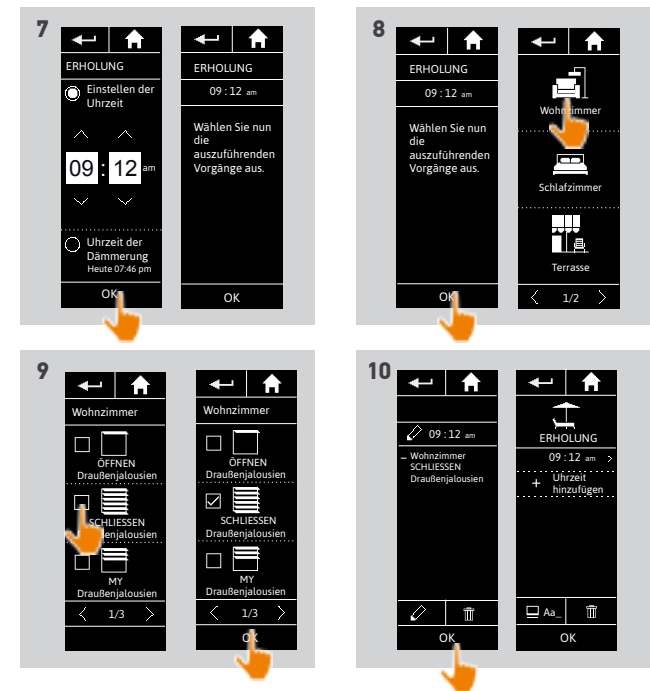 7
ERHOLUNG
Einstellen der
Uhrzeit
09 : 12 am
Uhrzeit der
Dämmerung
Heute 07:46 pm
OK
ERHOLUNG
09 : 12 am
Wählen Sie nun
die
auszuführenden
Vorgänge aus.
OK
8
ERHOLUNG
09 : 12 am
Wählen Sie nun
die
auszuführenden
Vorgänge aus.
OK
Wohnzimmer
Schlafzimmer
Terrasse
1/2
9
Wohnzimmer
ÖFFNEN
Draußenjalousien
SCHLIESSEN
Draußenjalousien
MY
Draußenjalousien
1/3
Wohnzimmer
ÖFFNEN
Draußenjalousien
SCHLIESSEN
Draußenjalousien
MY
Draußenjalousien
1/3
OK
10
09 : 12 am
– Wohnzimmer
SCHLIESSEN
Draußenjalousien
OK
ERHOLUNG
09 : 12 am >
+ Uhrzeit
hinzufügen
Aa_
OK